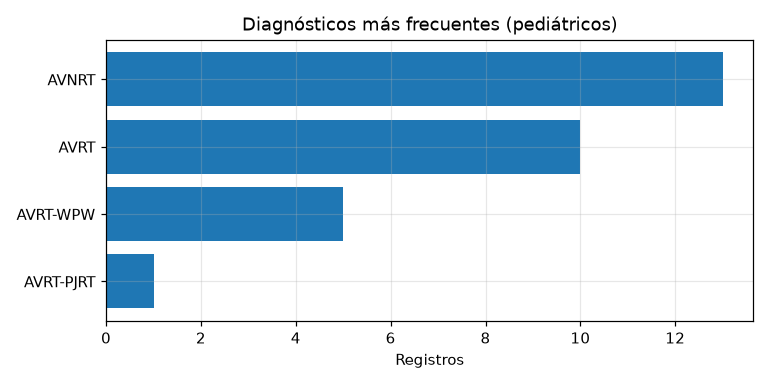 Diagnósticos más frecuentes (pediátricos)
AVNRT
AVRT
AVRT-WPW
AVRT-PJRT
0 2 4 6 8 10 12
Registros